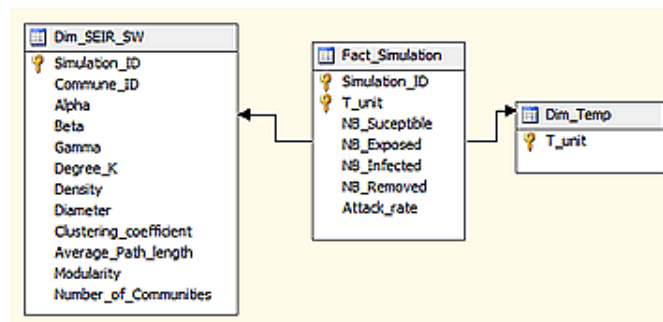 Dim_SEIR_SW
Simulation_ID
Commune_ID
Alpha
Beta
Gamma
Degree_K
Density
Diameter
Clustering_coefficient
Average_Path_length
Modularity
Number_of_Communities
Fact_Simulation
Simulation_ID
T_unit
NB_Suceptible
NB_Exposed
NB_Infected
NB_Removed
Attack_rate
Dim_Temp
T_unit